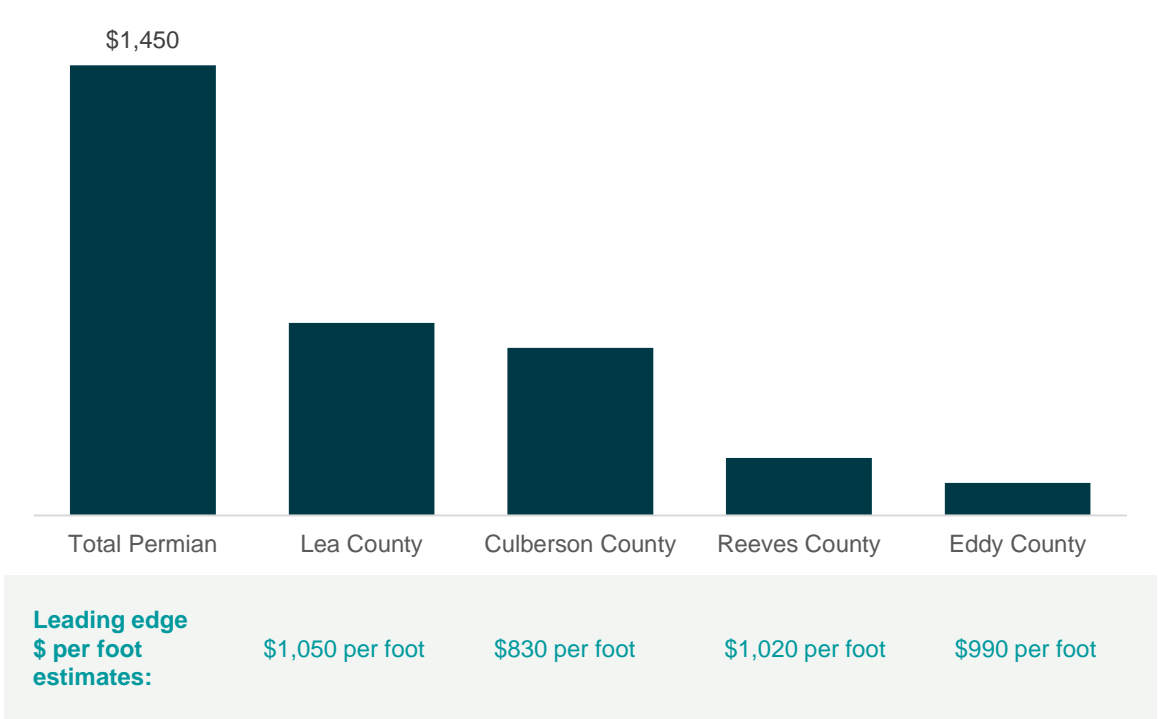 $1,450
Total Permian
Lea County
Culberson County
Reeves County
Eddy County
Leading edge
$ per foot
estimates:
$1,050 per foot
$830 per foot
$1,020 per foot
$990 per foot